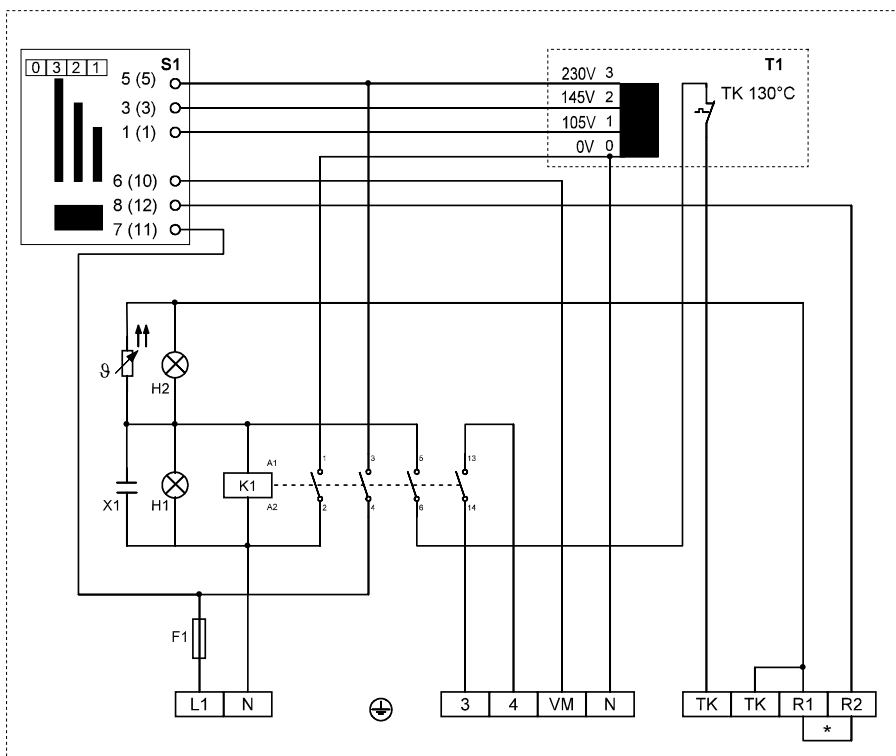 S1
0 3 2 1
5 (5)
3 (3)
1 (1)
6 (10)
8 (12)
7 (11)
T1
230V 3
145V 2
105V 1
0V 0
TK 130°C
ϑ
H2
X1
H1
K1
A1
A2
1 3 5 13
2 4 6 14
F1
L1 N
3 4 VM N
TK TK R1 R2
*